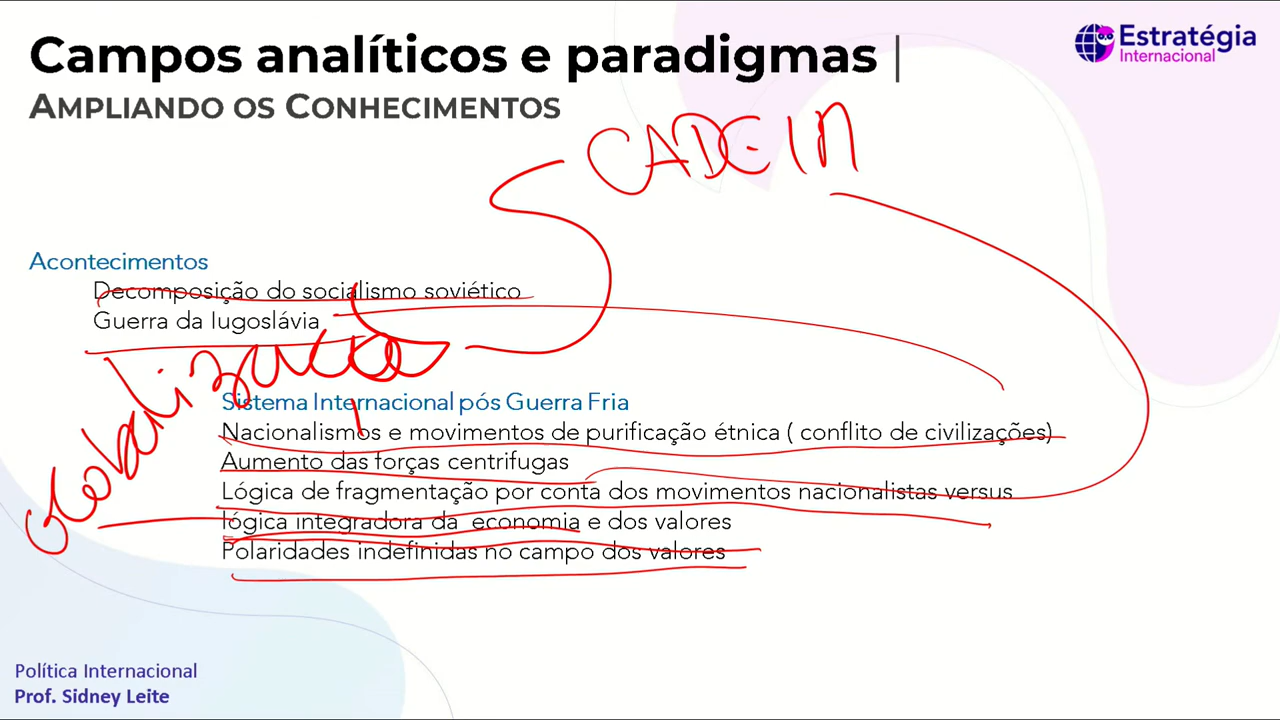 Campos analíticos e paradigmas |
AMPLIANDO OS CONHECIMENTOS
Estratégia
Internacional
CADEIN
Acontecimentos
Decomposição do socialismo soviético
Guerra da Iugoslávia
Globalização
Sistema Internacional pós Guerra Fria
Nacionalismos e movimentos de purificação étnica ( conflito de civilizações)
Aumento das forças centrifugas
Lógica de fragmentação por conta dos movimentos nacionalistas versus
lógica integradora da economia e dos valores
Polaridades indefinidas no campo dos valores
Política Internacional
Prof. Sidney Leite